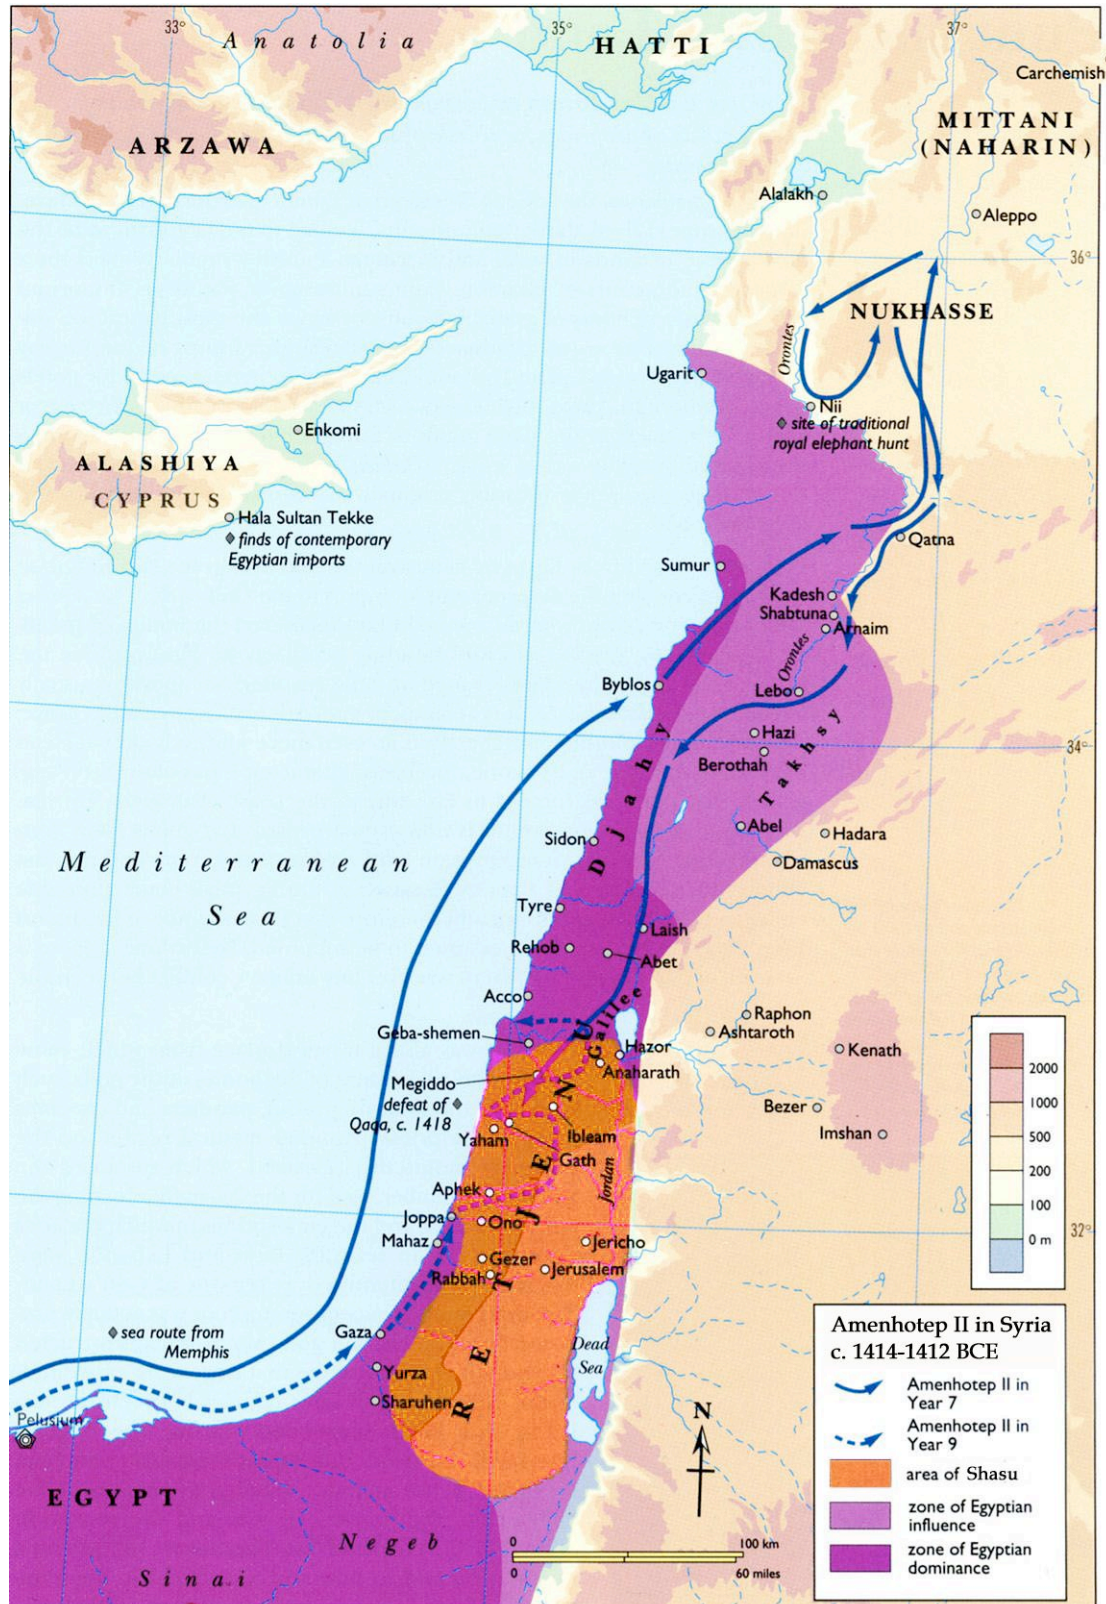 33°
35°
37°
Anatolia
HATTI
Carchemish
ARZAWA
MITTANI
(NAHARIN)
Alalakh
Aleppo
36°
NUKHASSE
Orontes
Ugarit
Nii
site of traditional
royal elephant hunt
Enkomi
ALASHIYA
CYPRUS
Hala Sultan Tekke
finds of contemporary
Egyptian imports
Qatna
Sumur
Kadesh
Shabtuna
Arnaim
Orontes
Byblos
Lebo
Hazi
Berothah
34°
Takhsy
Djahy
Abel
Hadara
Sidon
Damascus
Mediterranean
Sea
Tyre
Laish
Rehob
Abet
Acco
Galilee
Raphon
Ashtaroth
Geba-shemen
Hazor
Kenath
Anaharath
Megiddo
defeat of
Qaqa, c. 1418
Bezer
Yaham
Ibleam
Imshan
Gath
Jordan
Aphek
RETJENU
Joppa
Ono
32°
Mahaz
Jericho
Gezer
Rabbah
Jerusalem
sea route from
Memphis
Gaza
Dead
Sea
Yurza
Sharuhen
Pelusium
EGYPT
Negeb
Sinai
N
0
100 km
0
60 miles
2000
1000
500
200
100
0 m
Amenhotep II in Syria
c. 1414-1412 BCE
Amenhotep II in
Year 7
Amenhotep II in
Year 9
area of Shasu
zone of Egyptian
influence
zone of Egyptian
dominance